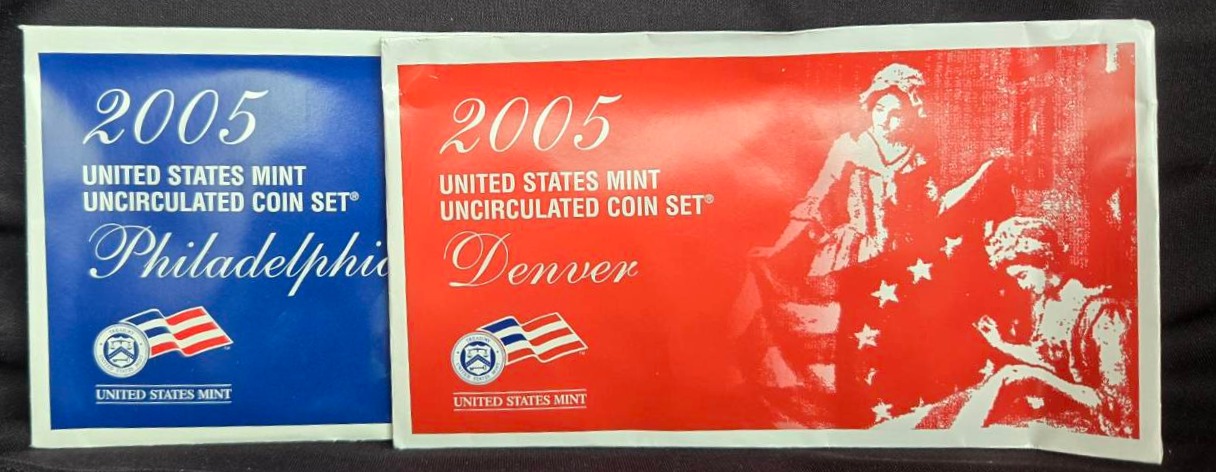 2005
UNITED STATES MINT
UNCIRCULATED COIN SET®
Philadelphia
UNITED STATES MINT
2005
UNITED STATES MINT
UNCIRCULATED COIN SET®
Denver
UNITED STATES MINT